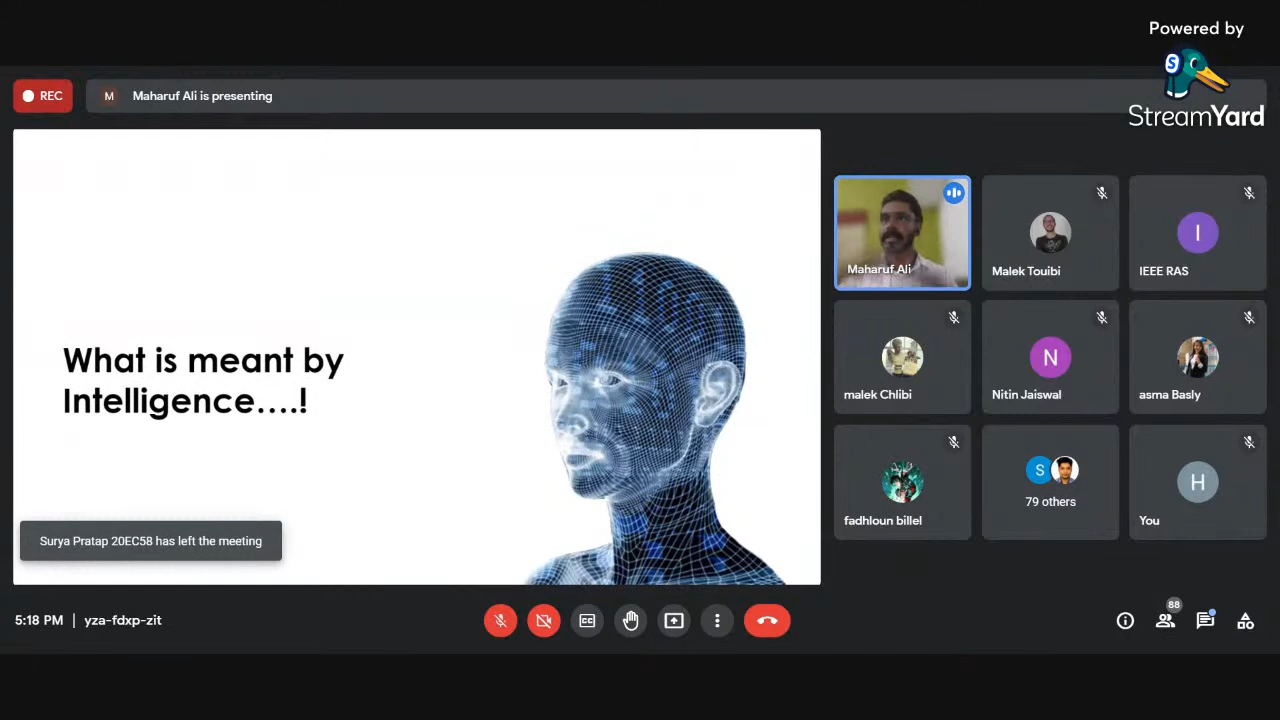 Powered by
StreamYard
REC
M
Maharuf Ali is presenting
What is meant by
Intelligence....!
Surya Pratap 20EC58 has left the meeting
Maharuf Ali
Malek Touibi
I
IEEE RAS
malek Chlibi
N
Nitin Jaiswal
asma Basly
fadhloun billel
S
79 others
H
You
5:18 PM | yza-fdxp-zit
88